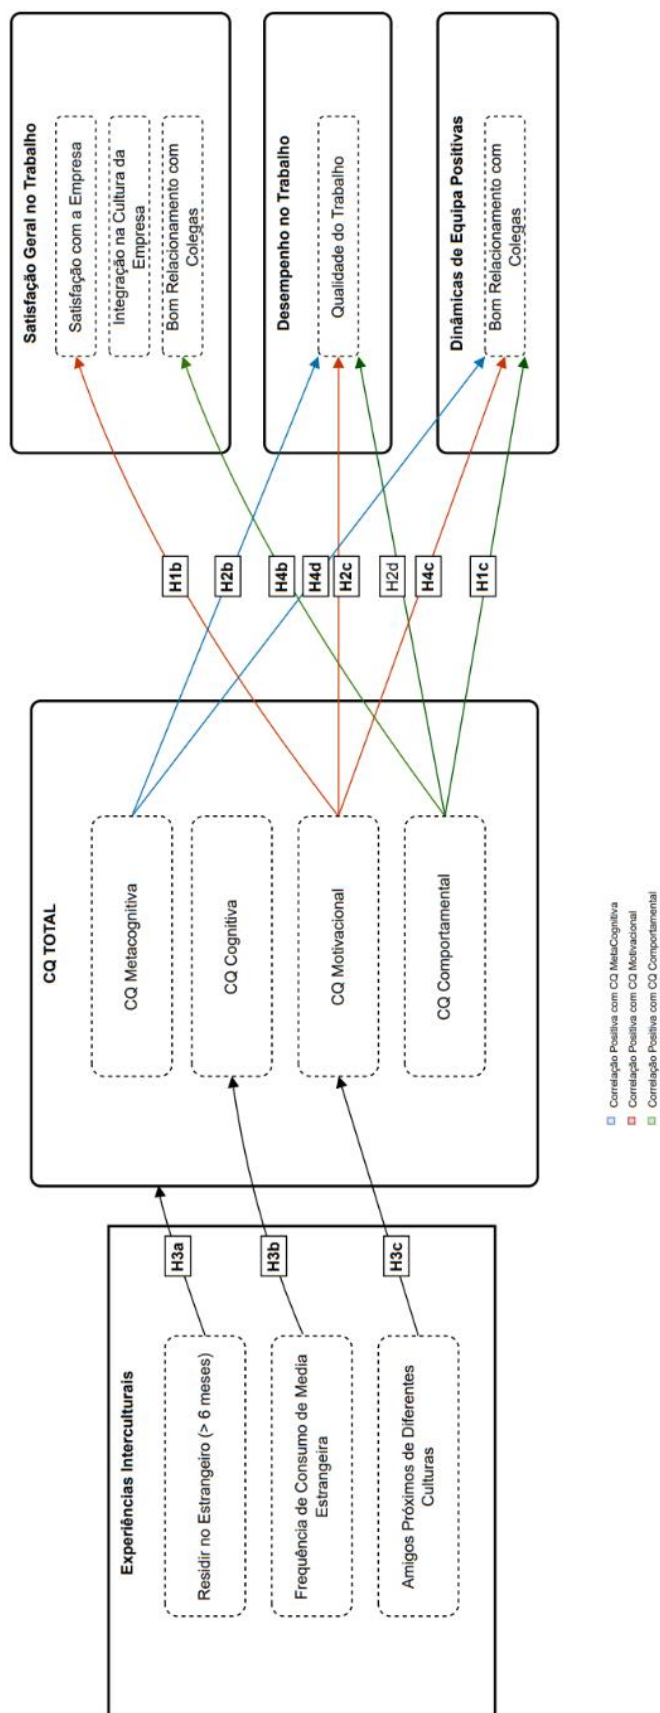 Experiências Interculturais
Residir no Estrangeiro (> 6 meses)
Frequência de Consumo de Media
Estrangeira
Amigos Próximos de Diferentes
Culturas
H3a
H3b
H3c
CQ TOTAL
CQ Metacognitiva
CQ Cognitiva
CQ Motivacional
CQ Comportamental
H1b
H2b
H4b
H4d
H2c
H2d
H4c
H1c
Satisfação Geral no Trabalho
Satisfação com a Empresa
Integração na Cultura da
Empresa
Bom Relacionamento com
Colegas
Desempenho no Trabalho
Qualidade do Trabalho
Dinâmicas de Equipa Positivas
Bom Relacionamento com
Colegas
Correlação Positiva com CQ MetaCognitiva
Correlação Positiva com CQ Motivacional
Correlação Positiva com CQ Comportamental